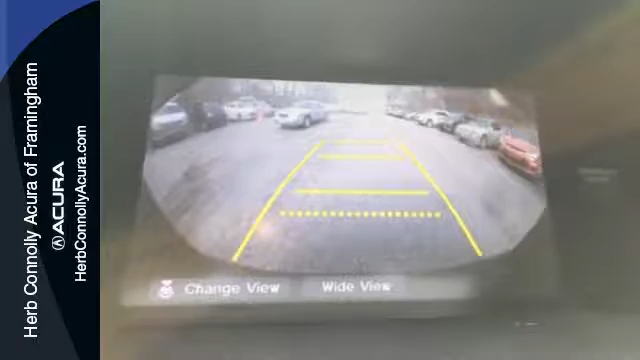 Herb Connolly Acura of Framingham
ACURA
HerbConnollyAcura.com
Change View
Wide View